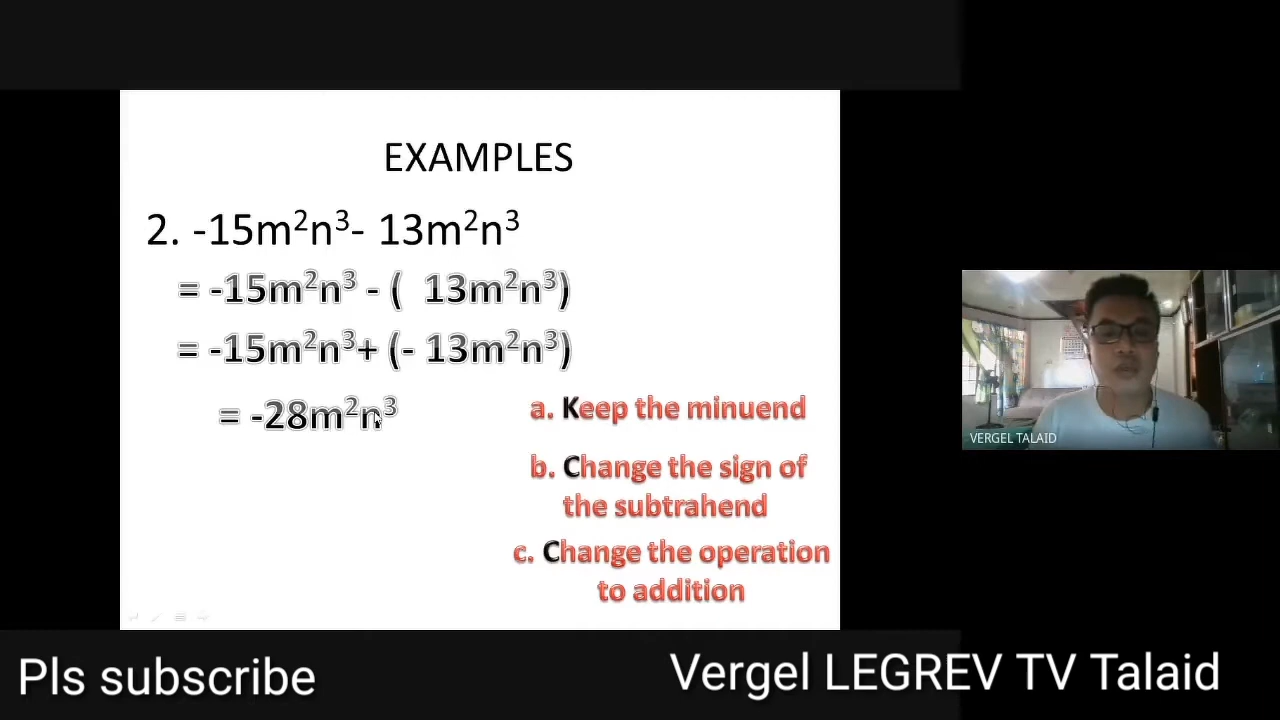 EXAMPLES
2. -15m²n³- 13m²n³
= -15m²n³ - ( 13m²n³)
= -15m²n³+ (- 13m²n³)
= -28m²n³
a. Keep the minuend
b. Change the sign of
the subtrahend
c. Change the operation
to addition
VERGEL TALAID
Pls subscribe
Vergel LEGREV TV Talaid